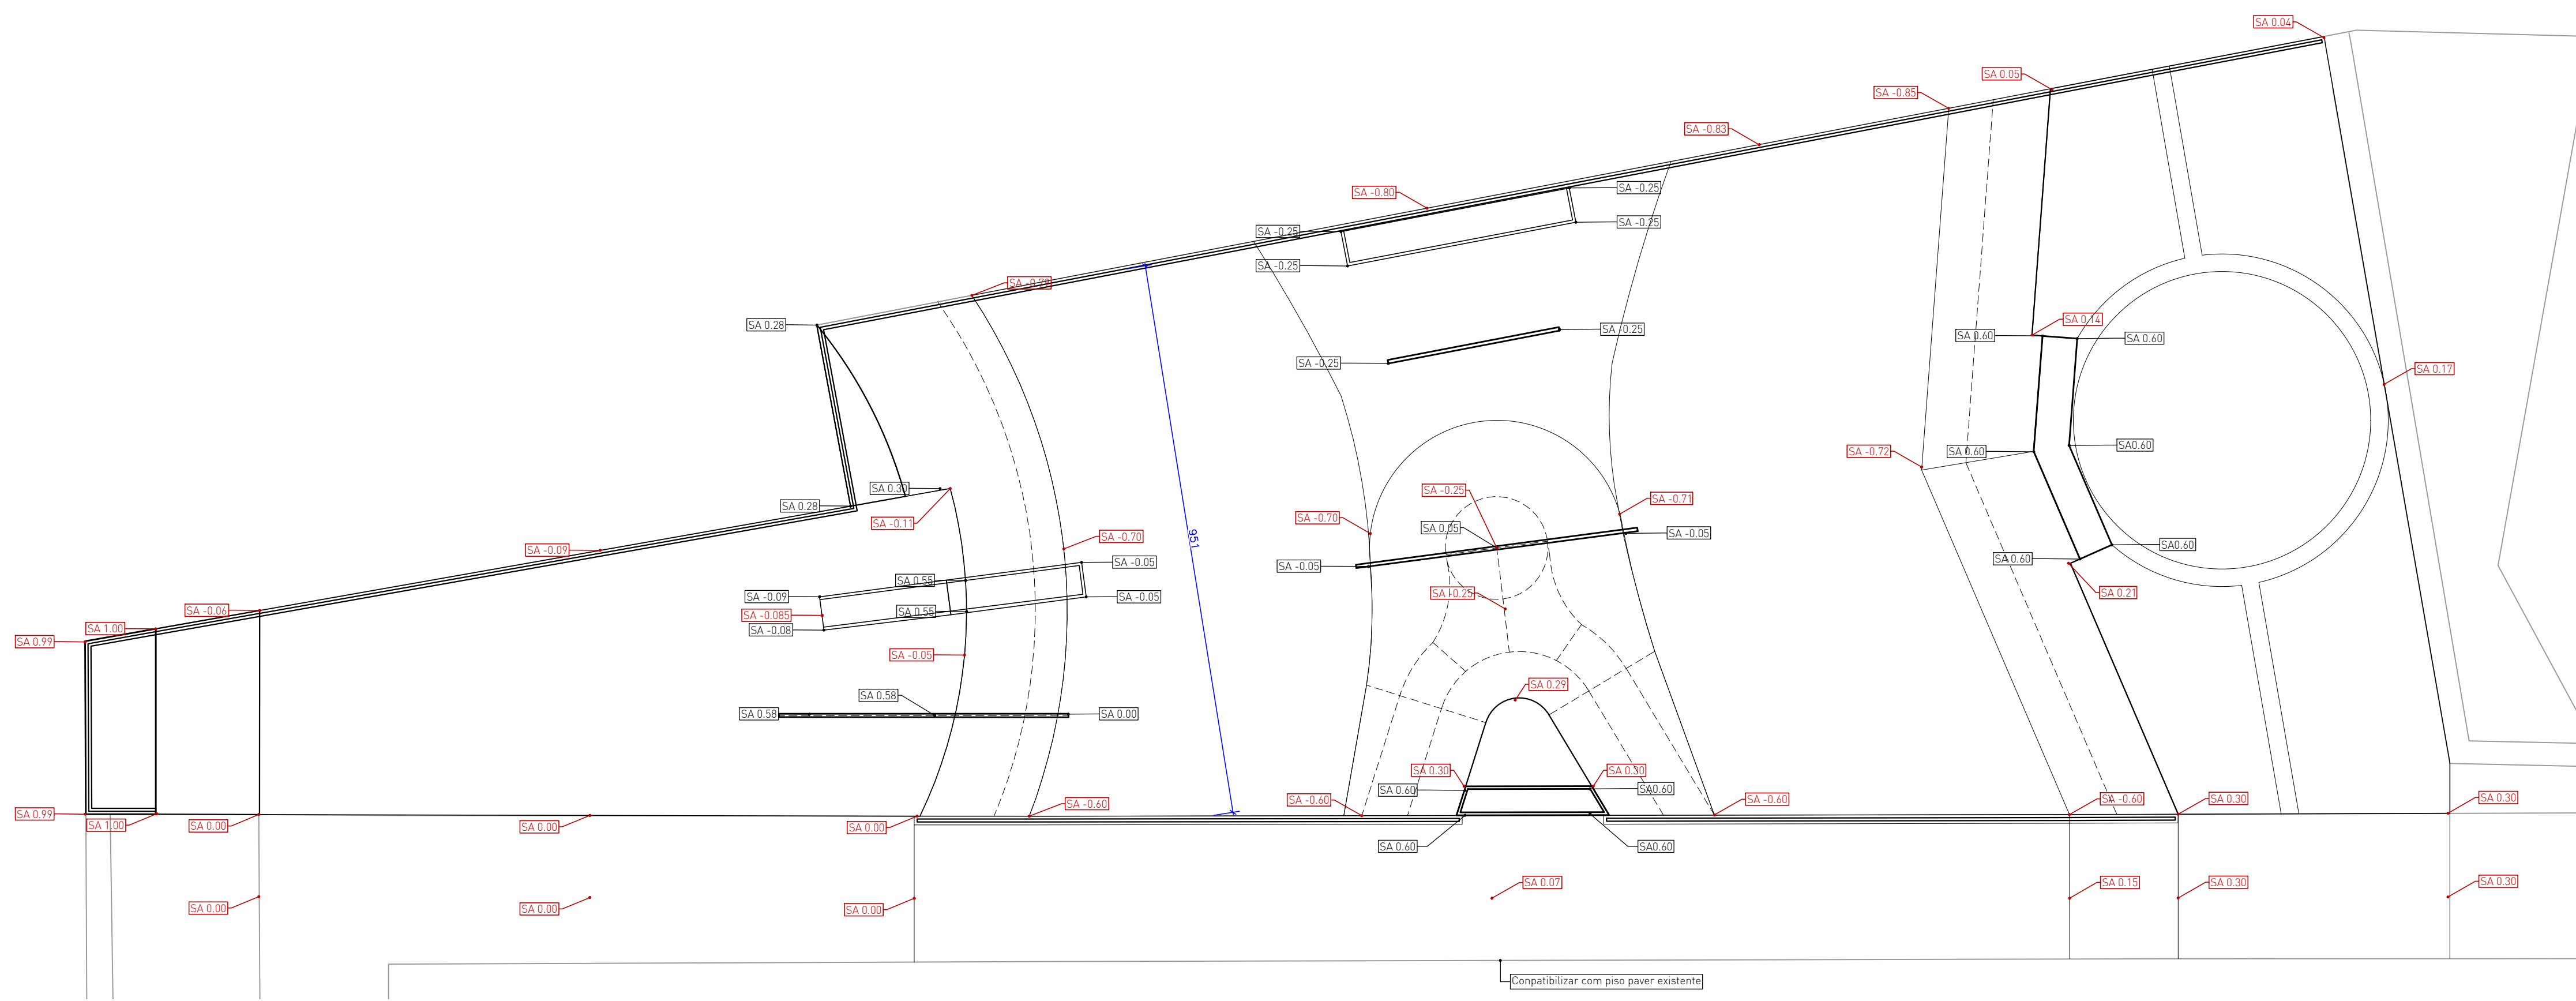 SA 0.04
SA 0.05
SA -0.85
SA -0.83
SA -0.25
SA -0.80
SA -0.25
SA -0.25
SA -0.25
SA -0.79
SA 0.14
SA 0.28
SA -0.25
SA 0.60
SA 0.60
SA -0.25
SA 0.17
SA0.60
SA -0.72
SA 0.60
SA 0.30
SA -0.25
SA -0.71
SA 0.28
SA -0.70
SA -0.11
SA 0.05
SA -0.05
951
SA -0.70
SA0.60
SA -0.09
SA 0.60
SA -0.05
SA -0.05
SA 0.55
SA -0.25
SA 0.21
SA -0.09
SA -0.05
SA -0.06
SA 0.55
SA -0.085
SA 1.00
SA -0.08
SA 0.99
SA -0.05
SA 0.29
SA 0.58
SA 0.58
SA 0.00
SA 0.30
SA 0.30
SA 0.60
SA0.60
SA -0.60
SA -0.60
SA -0.60
SA -0.60
SA 0.30
SA 0.30
SA 0.99
SA 1.00
SA 0.00
SA 0.00
SA 0.00
SA 0.60
SA0.60
SA 0.07
SA 0.15
SA 0.30
SA 0.30
SA 0.00
SA 0.00
SA 0.00
Conpatibilizar com piso paver existente